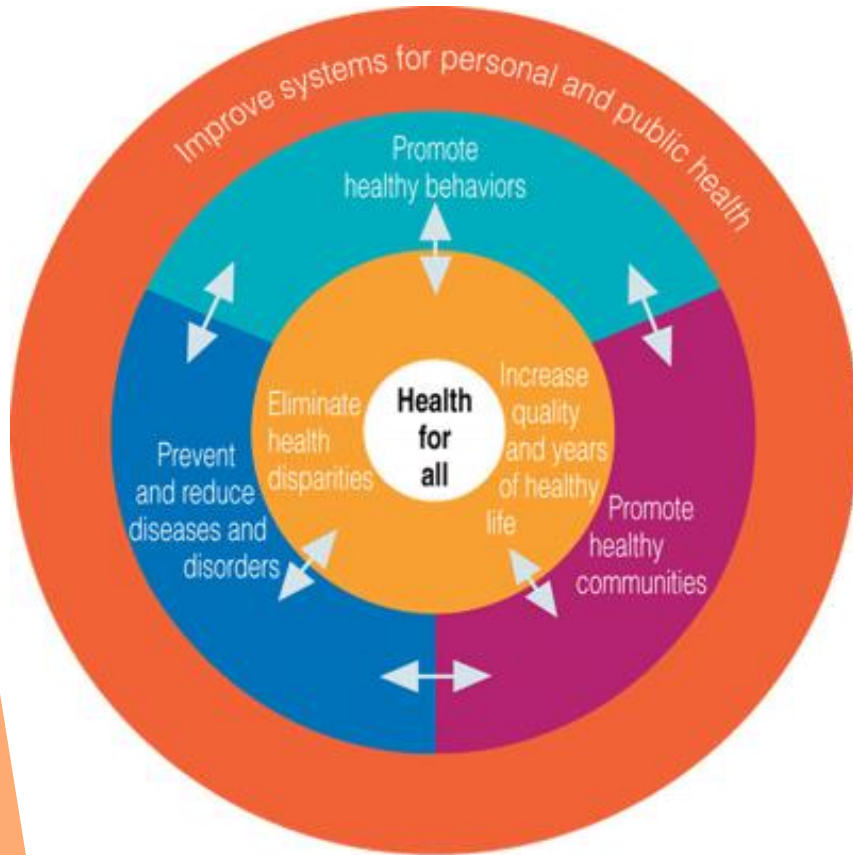 Improve systems for personal and public health
Promote
healthy behaviors
Eliminate
health
disparities
Health
for
all
Increase
quality
and years
of healthy
life
Prevent
and reduce
diseases and
disorders
Promote
healthy
communities